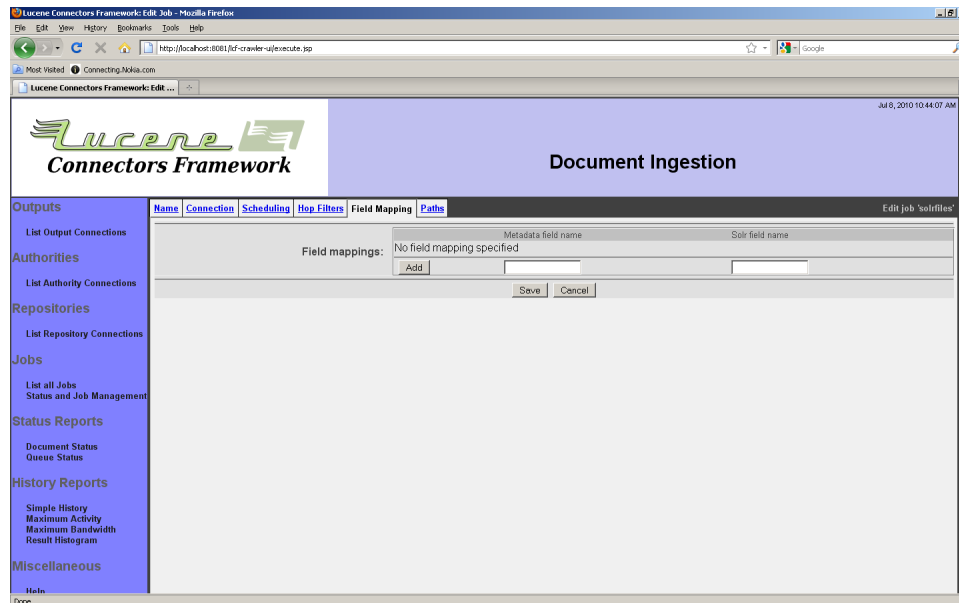 Lucene Connectors Framework: Edit Job - Mozilla Firefox
File Edit View History Bookmarks Tools Help
http://localhost:8081/lcf-crawler-ui/execute.jsp
Google
Most Visited Connecting.Nokia.com
Lucene Connectors Framework: Edit ...
Jul 8, 2010 10:44:07 AM
Lucene
Connectors Framework
Document Ingestion
Name Connection Scheduling Hop Filters Field Mapping Paths
Edit job 'solrfiles'
Outputs
List Output Connections
Authorities
List Authority Connections
Repositories
List Repository Connections
Jobs
List all Jobs
Status and Job Management
Status Reports
Document Status
Queue Status
History Reports
Simple History
Maximum Activity
Maximum Bandwidth
Result Histogram
Miscellaneous
Help
Field mappings:
Metadata field name Solr field name
No field mapping specified
Add
Save Cancel
Done